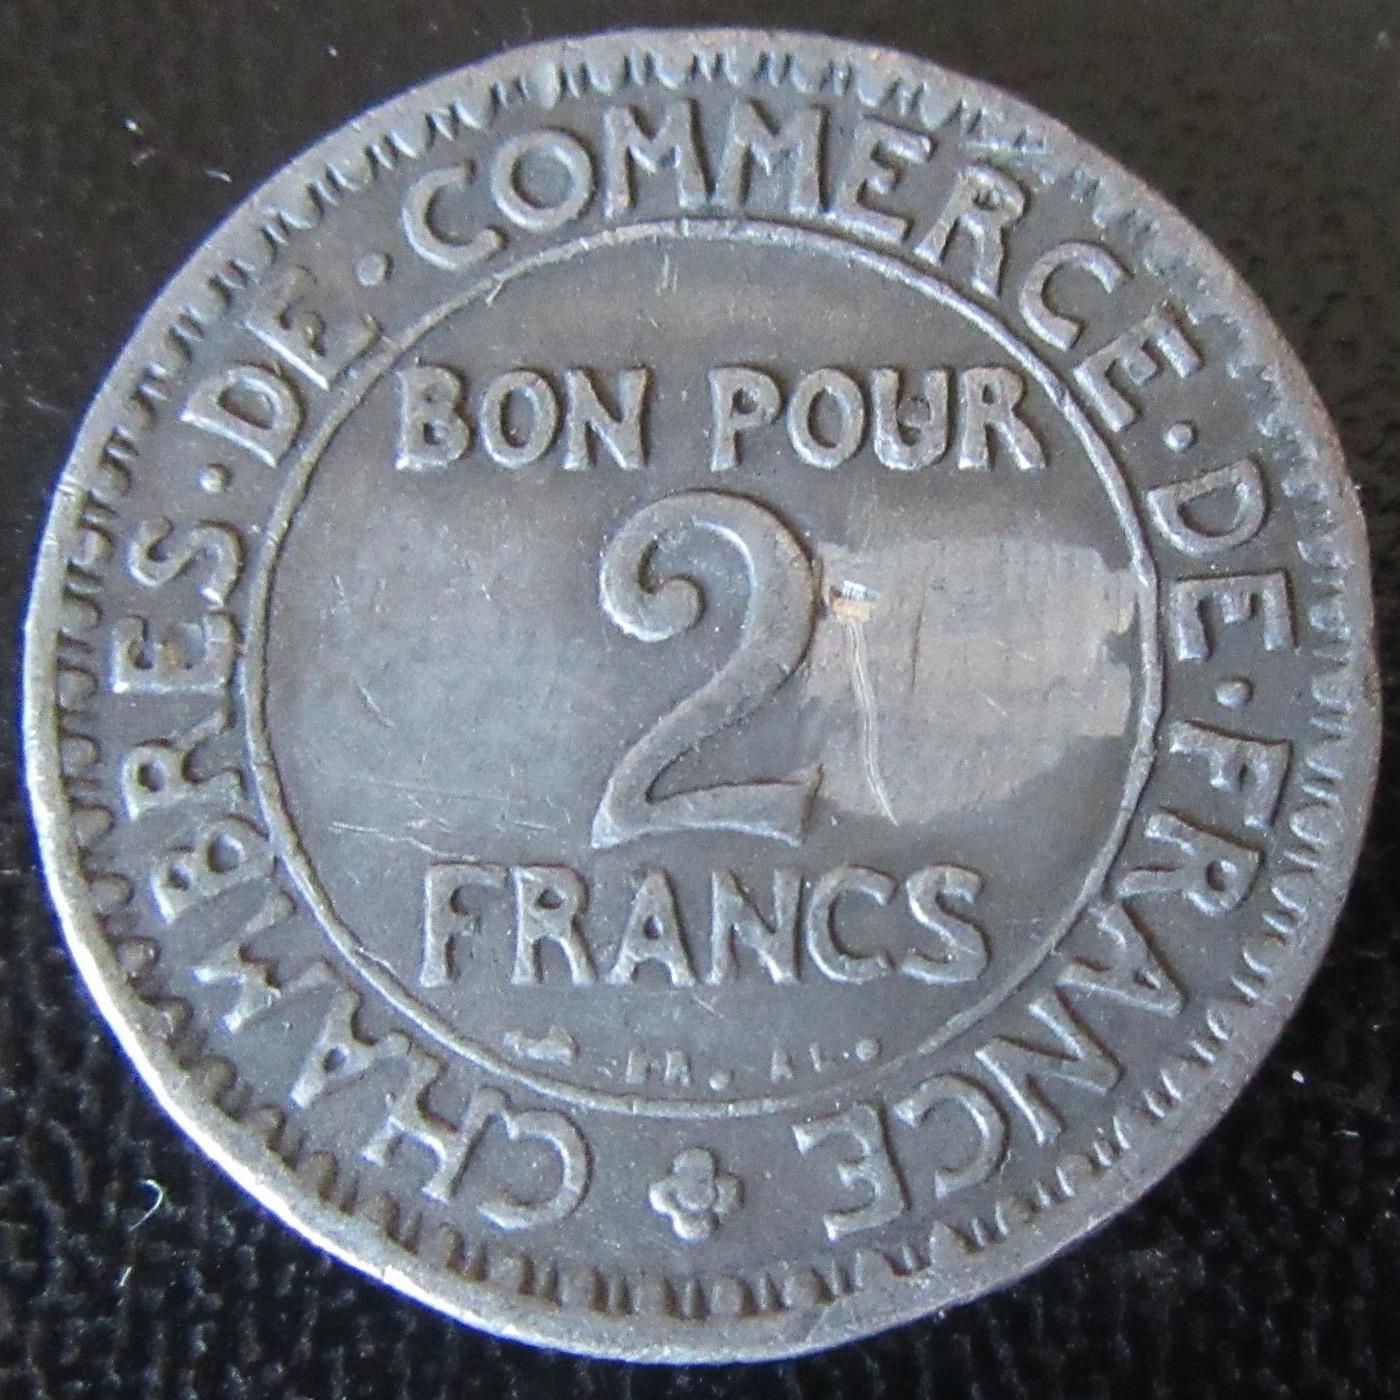 CHAMBRES · DE · COMMERCE · DE · FRANCE
BON POUR
2
FRANCS